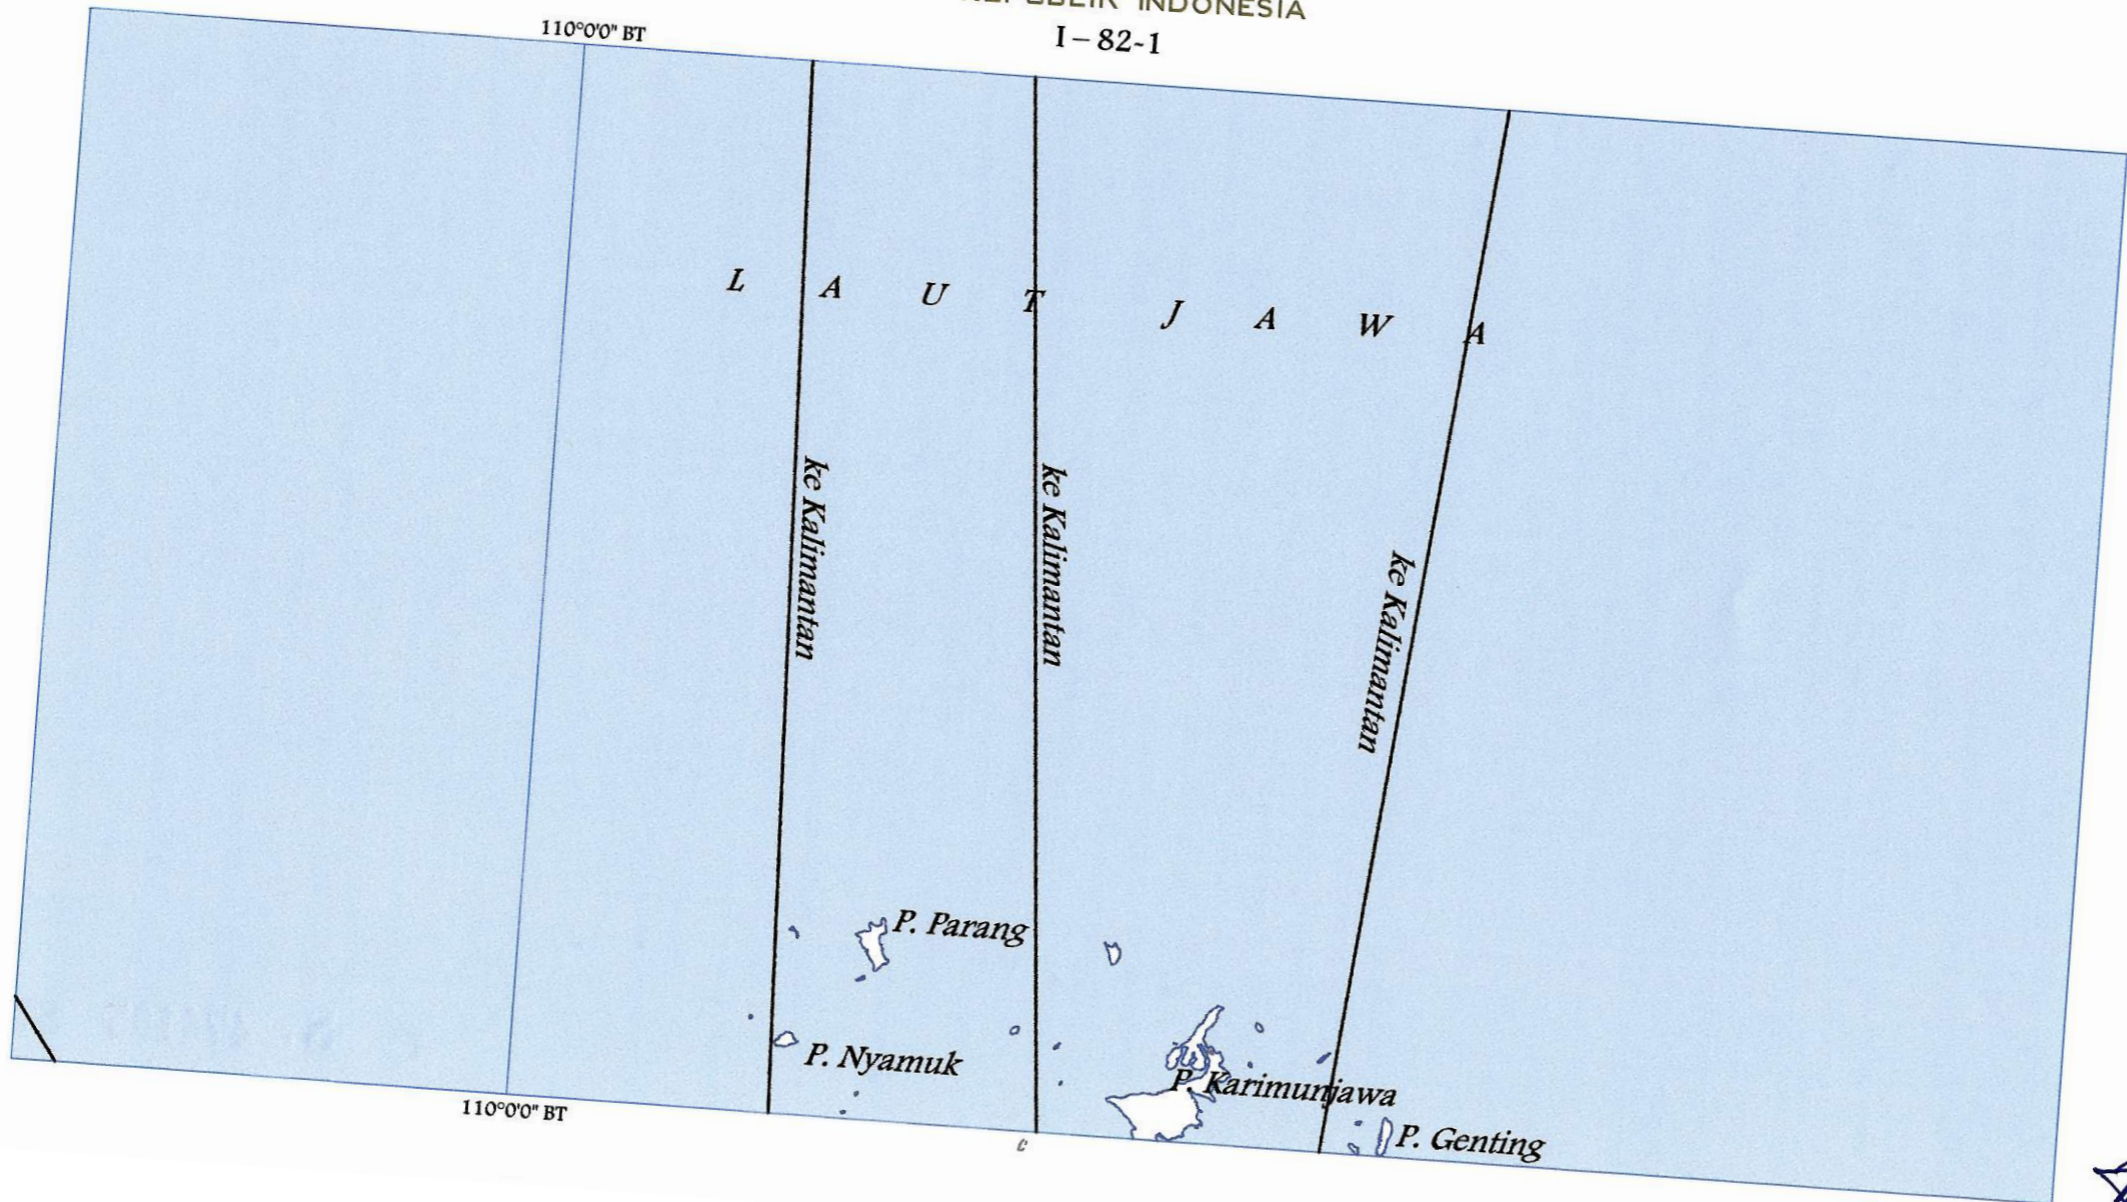 INDONESIA
I – 82-1
110°0'0" BT
L A U T J A W A
ke Kalimantan
ke Kalimantan
ke Kalimantan
P. Parang
P. Nyamuk
P. Karimunjawa
P. Genting
110°0'0" BT